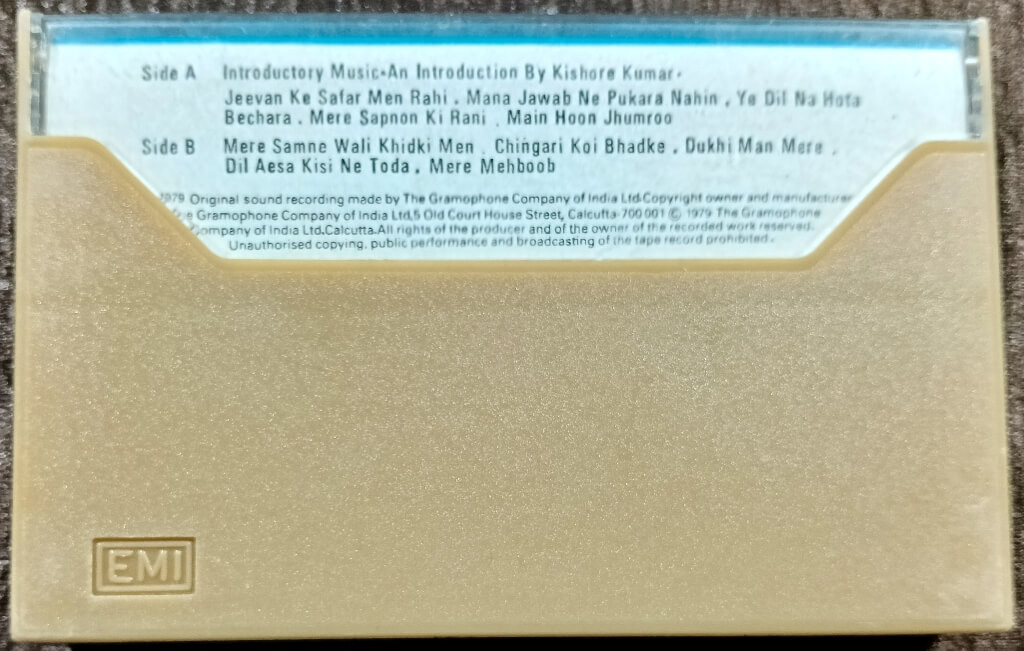 Side A Introductory Music•An Introduction By Kishore Kumar•
Jeevan Ke Safar Men Rahi . Mana Jawab Ne Pukara Nahin . Ye Dil Na Hota
Bechara . Mere Sapnon Ki Rani . Main Hoon Jhumroo
Side B Mere Samne Wali Khidki Men . Chingari Koi Bhadke . Dukhi Man Mere .
Dil Aesa Kisi Ne Toda . Mere Mehboob
1979 Original sound recording made by The Gramophone Company of India Ltd.Copyright owner and manufacturer
Gramophone Company of India Ltd,5 Old Court House Street, Calcutta-700 001 © 1979 The Gramophone
Company of India Ltd.Calcutta.All rights of the producer and of the owner of the recorded work reserved.
Unauthorised copying, public performance and broadcasting of the tape record prohibited.
EMI